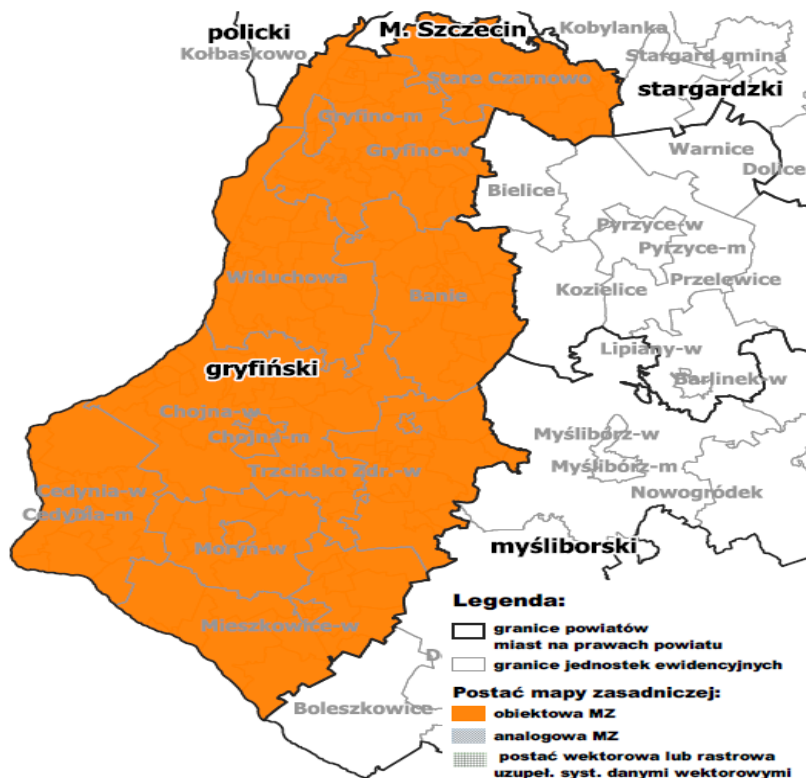 policki
M. Szczecin
Kobylanka
Kołbaskowo
Stargard gmina
Stare Czarnowo
stargardzki
Gryfino-m
Warnice
Gryfino-w
Dolice
Bielice
Pyrzyce-w
Pyrzyce-m
Widuchowa
Banie
Kozielice
Przelewice
Lipiany-w
gryfiński
Barlinek-w
Chojna-w
Chojna-m
Myślibórz-w
Trzcińsko Zdr.-w
Myślibórz-m
Cedynia-w
Nowogródek
Cedynia-m
Moryń-w
myśliborski
Mieszkowice-w
Boleszkowice
D
Legenda:
granice powiatów
miast na prawach powiatu
granice jednostek ewidencyjnych
Postać mapy zasadniczej:
obiektowa MZ
analogowa MZ
postać wektorowa lub rastrowa
uzupeł. syst. danymi wektorowymi